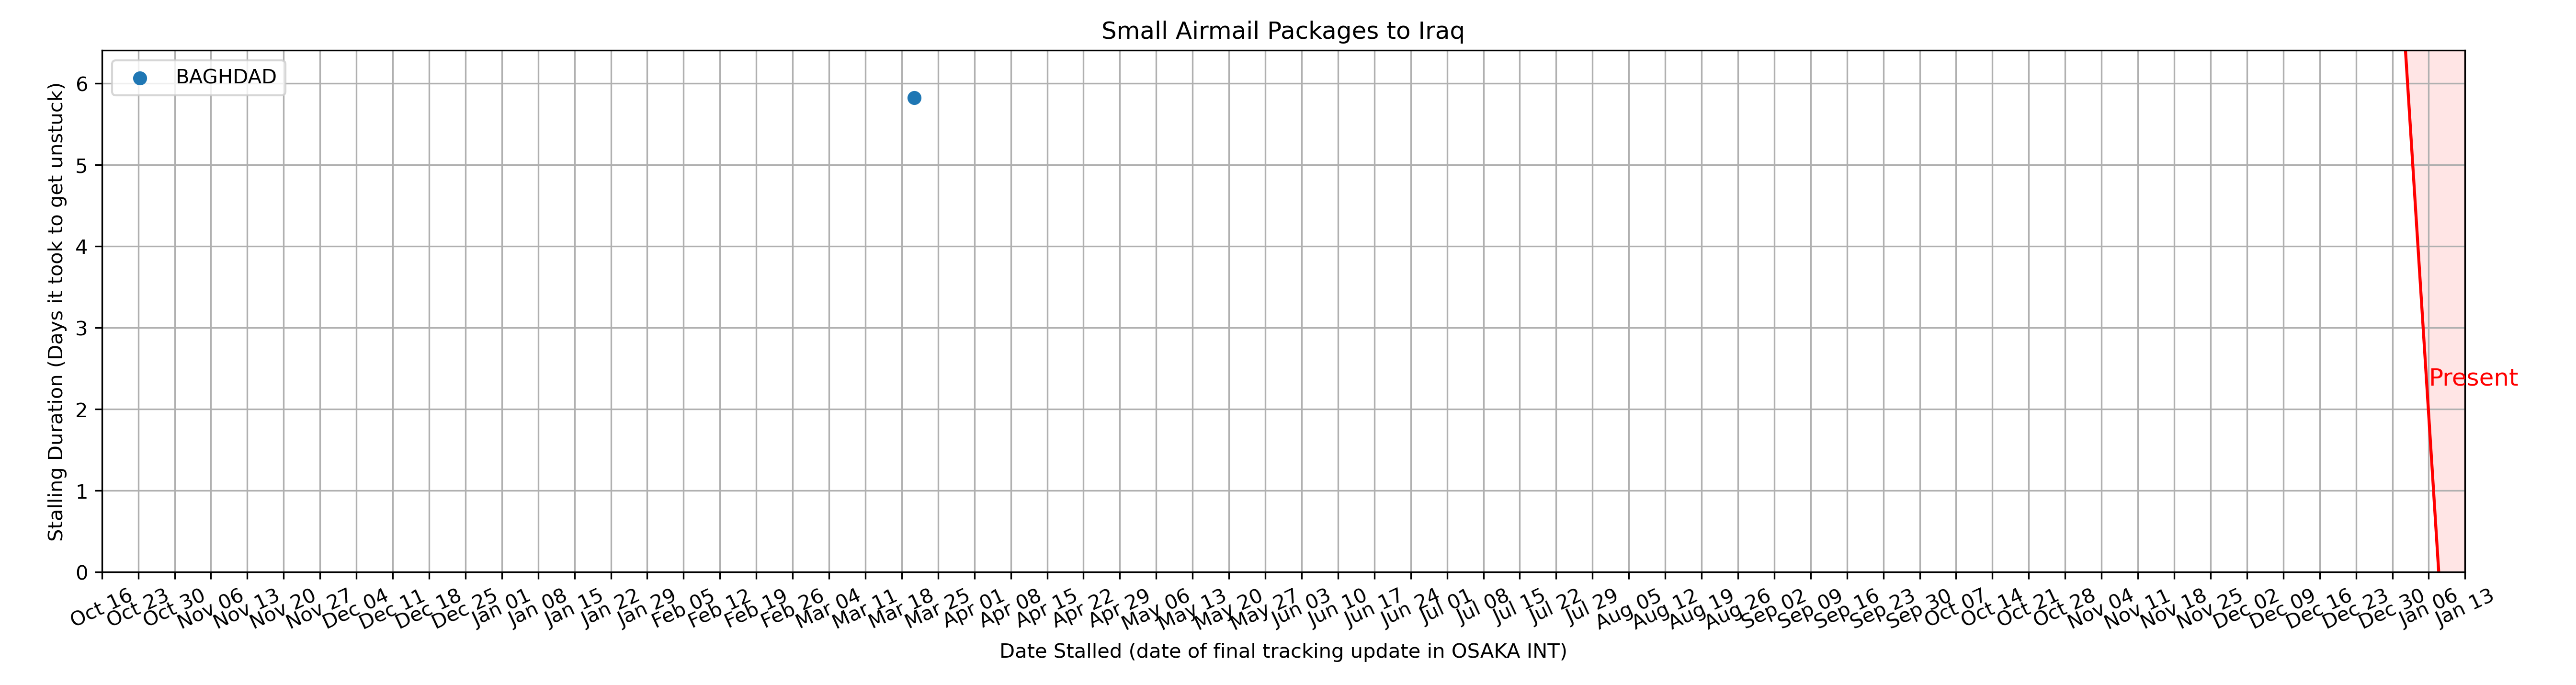 Small Airmail Packages to Iraq
BAGHDAD
Stalling Duration (Days it took to get unstuck)
6
5
4
3
2
1
0
Present
Oct 16
Oct 23
Oct 30
Nov 06
Nov 13
Nov 20
Nov 27
Dec 04
Dec 11
Dec 18
Dec 25
Jan 01
Jan 08
Jan 15
Jan 22
Jan 29
Feb 05
Feb 12
Feb 19
Feb 26
Mar 04
Mar 11
Mar 18
Mar 25
Apr 01
Apr 08
Apr 15
Apr 22
Apr 29
May 06
May 13
May 20
May 27
Jun 03
Jun 10
Jun 17
Jun 24
Jul 01
Jul 08
Jul 15
Jul 22
Jul 29
Aug 05
Aug 12
Aug 19
Aug 26
Sep 02
Sep 09
Sep 16
Sep 23
Sep 30
Oct 07
Oct 14
Oct 21
Oct 28
Nov 04
Nov 11
Nov 18
Nov 25
Dec 02
Dec 09
Dec 16
Dec 23
Dec 30
Jan 06
Jan 13
Date Stalled (date of final tracking update in OSAKA INT)